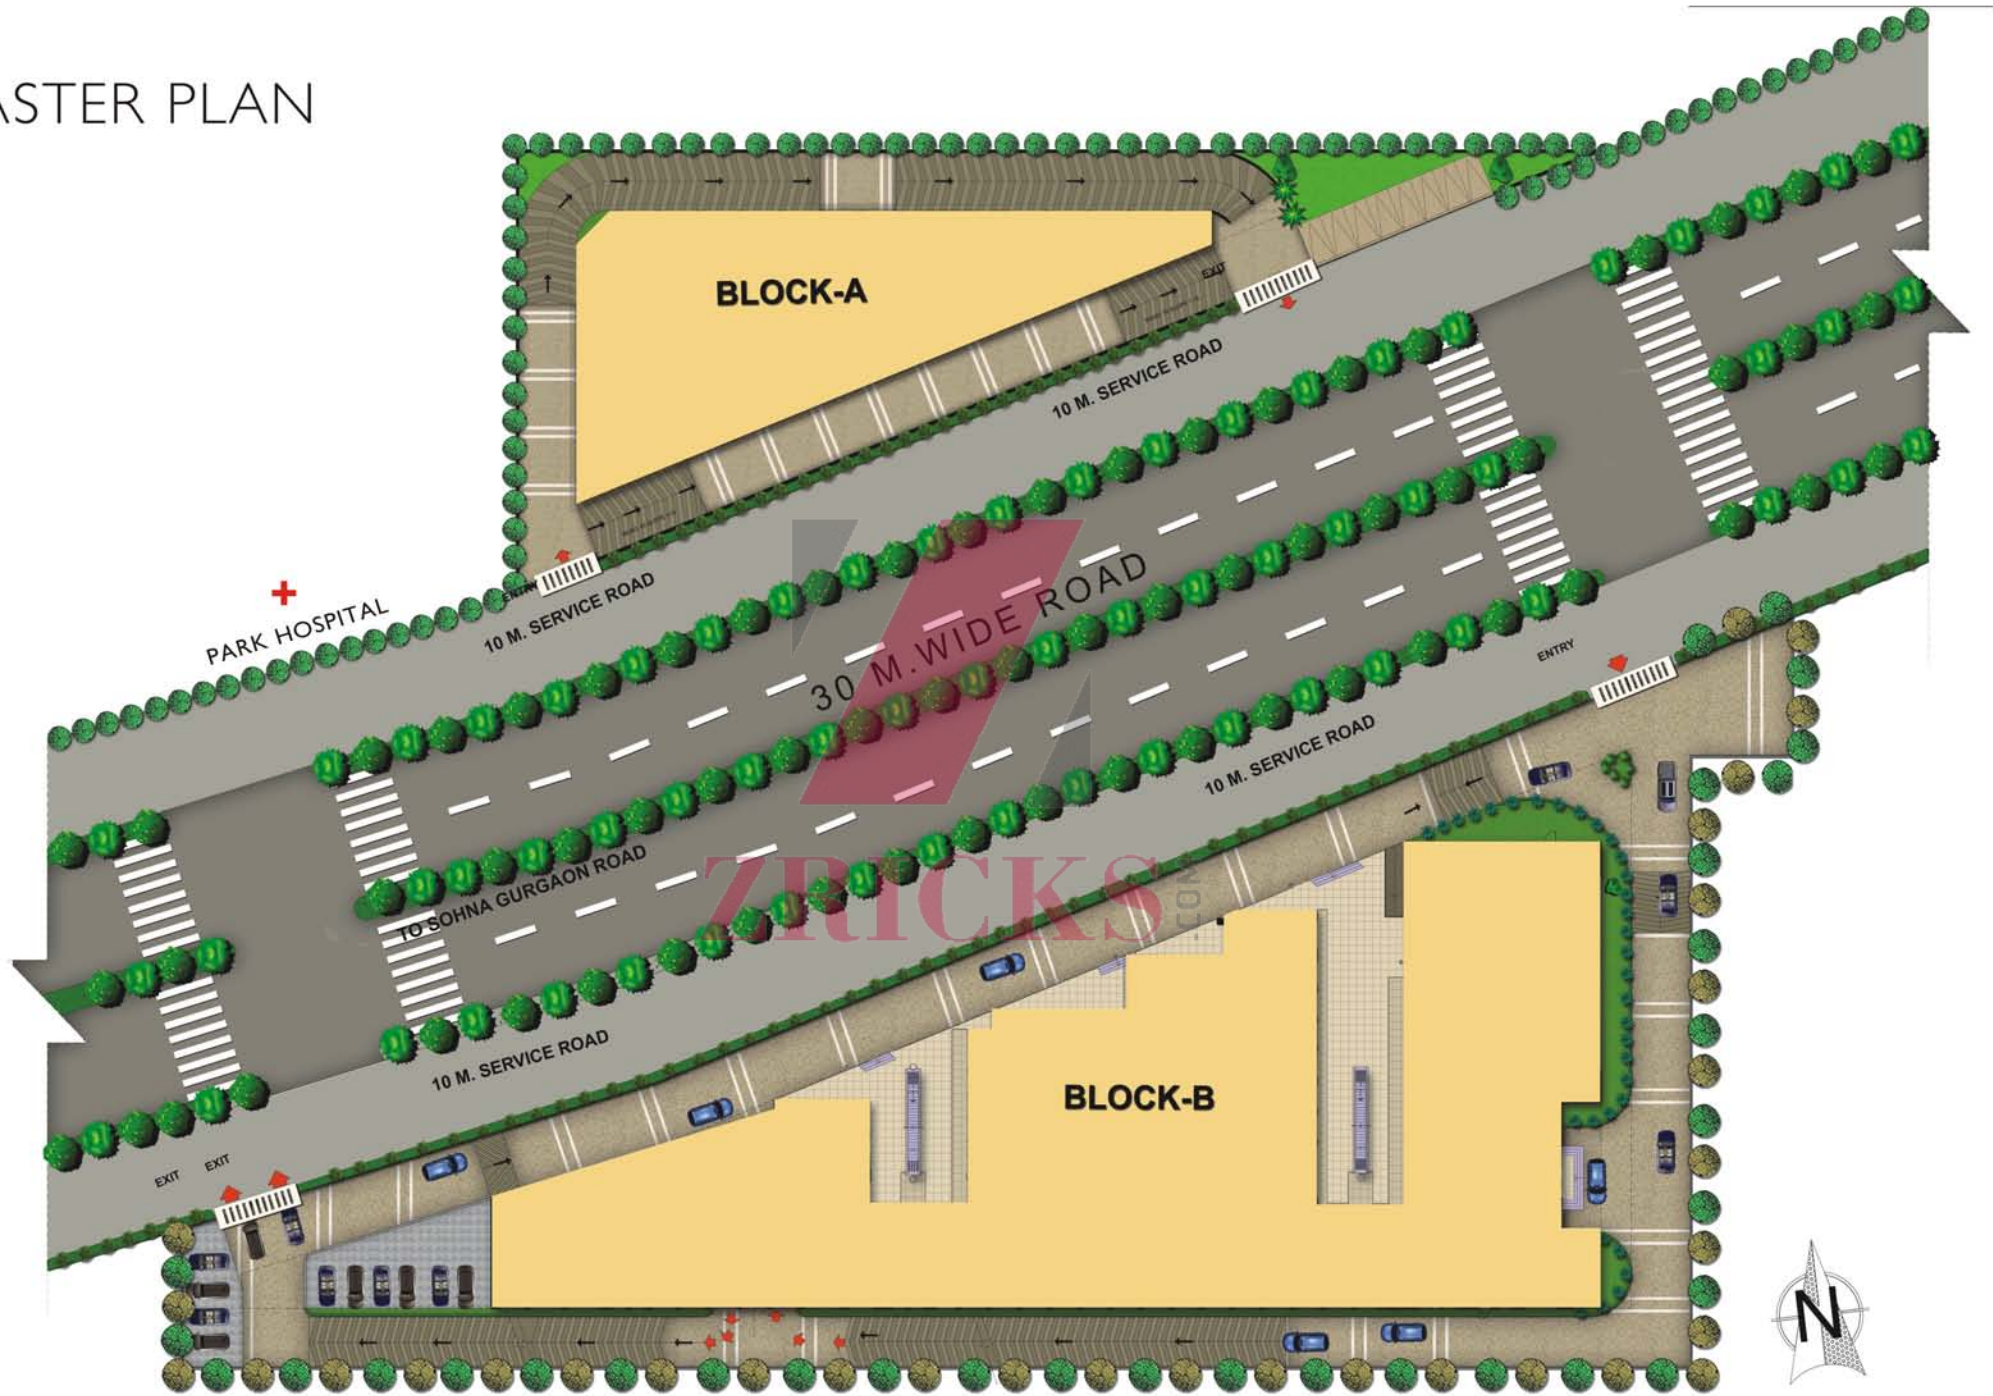 ASTER PLAN
BLOCK-A
EXIT
10 M. SERVICE ROAD
ENTRY
10 M. SERVICE ROAD
PARK HOSPITAL
30 M.WIDE ROAD
ENTRY
10 M. SERVICE ROAD
TO SOHNA GURGAON ROAD
ZRICKS
.COM
10 M. SERVICE ROAD
BLOCK-B
EXIT
EXIT
N